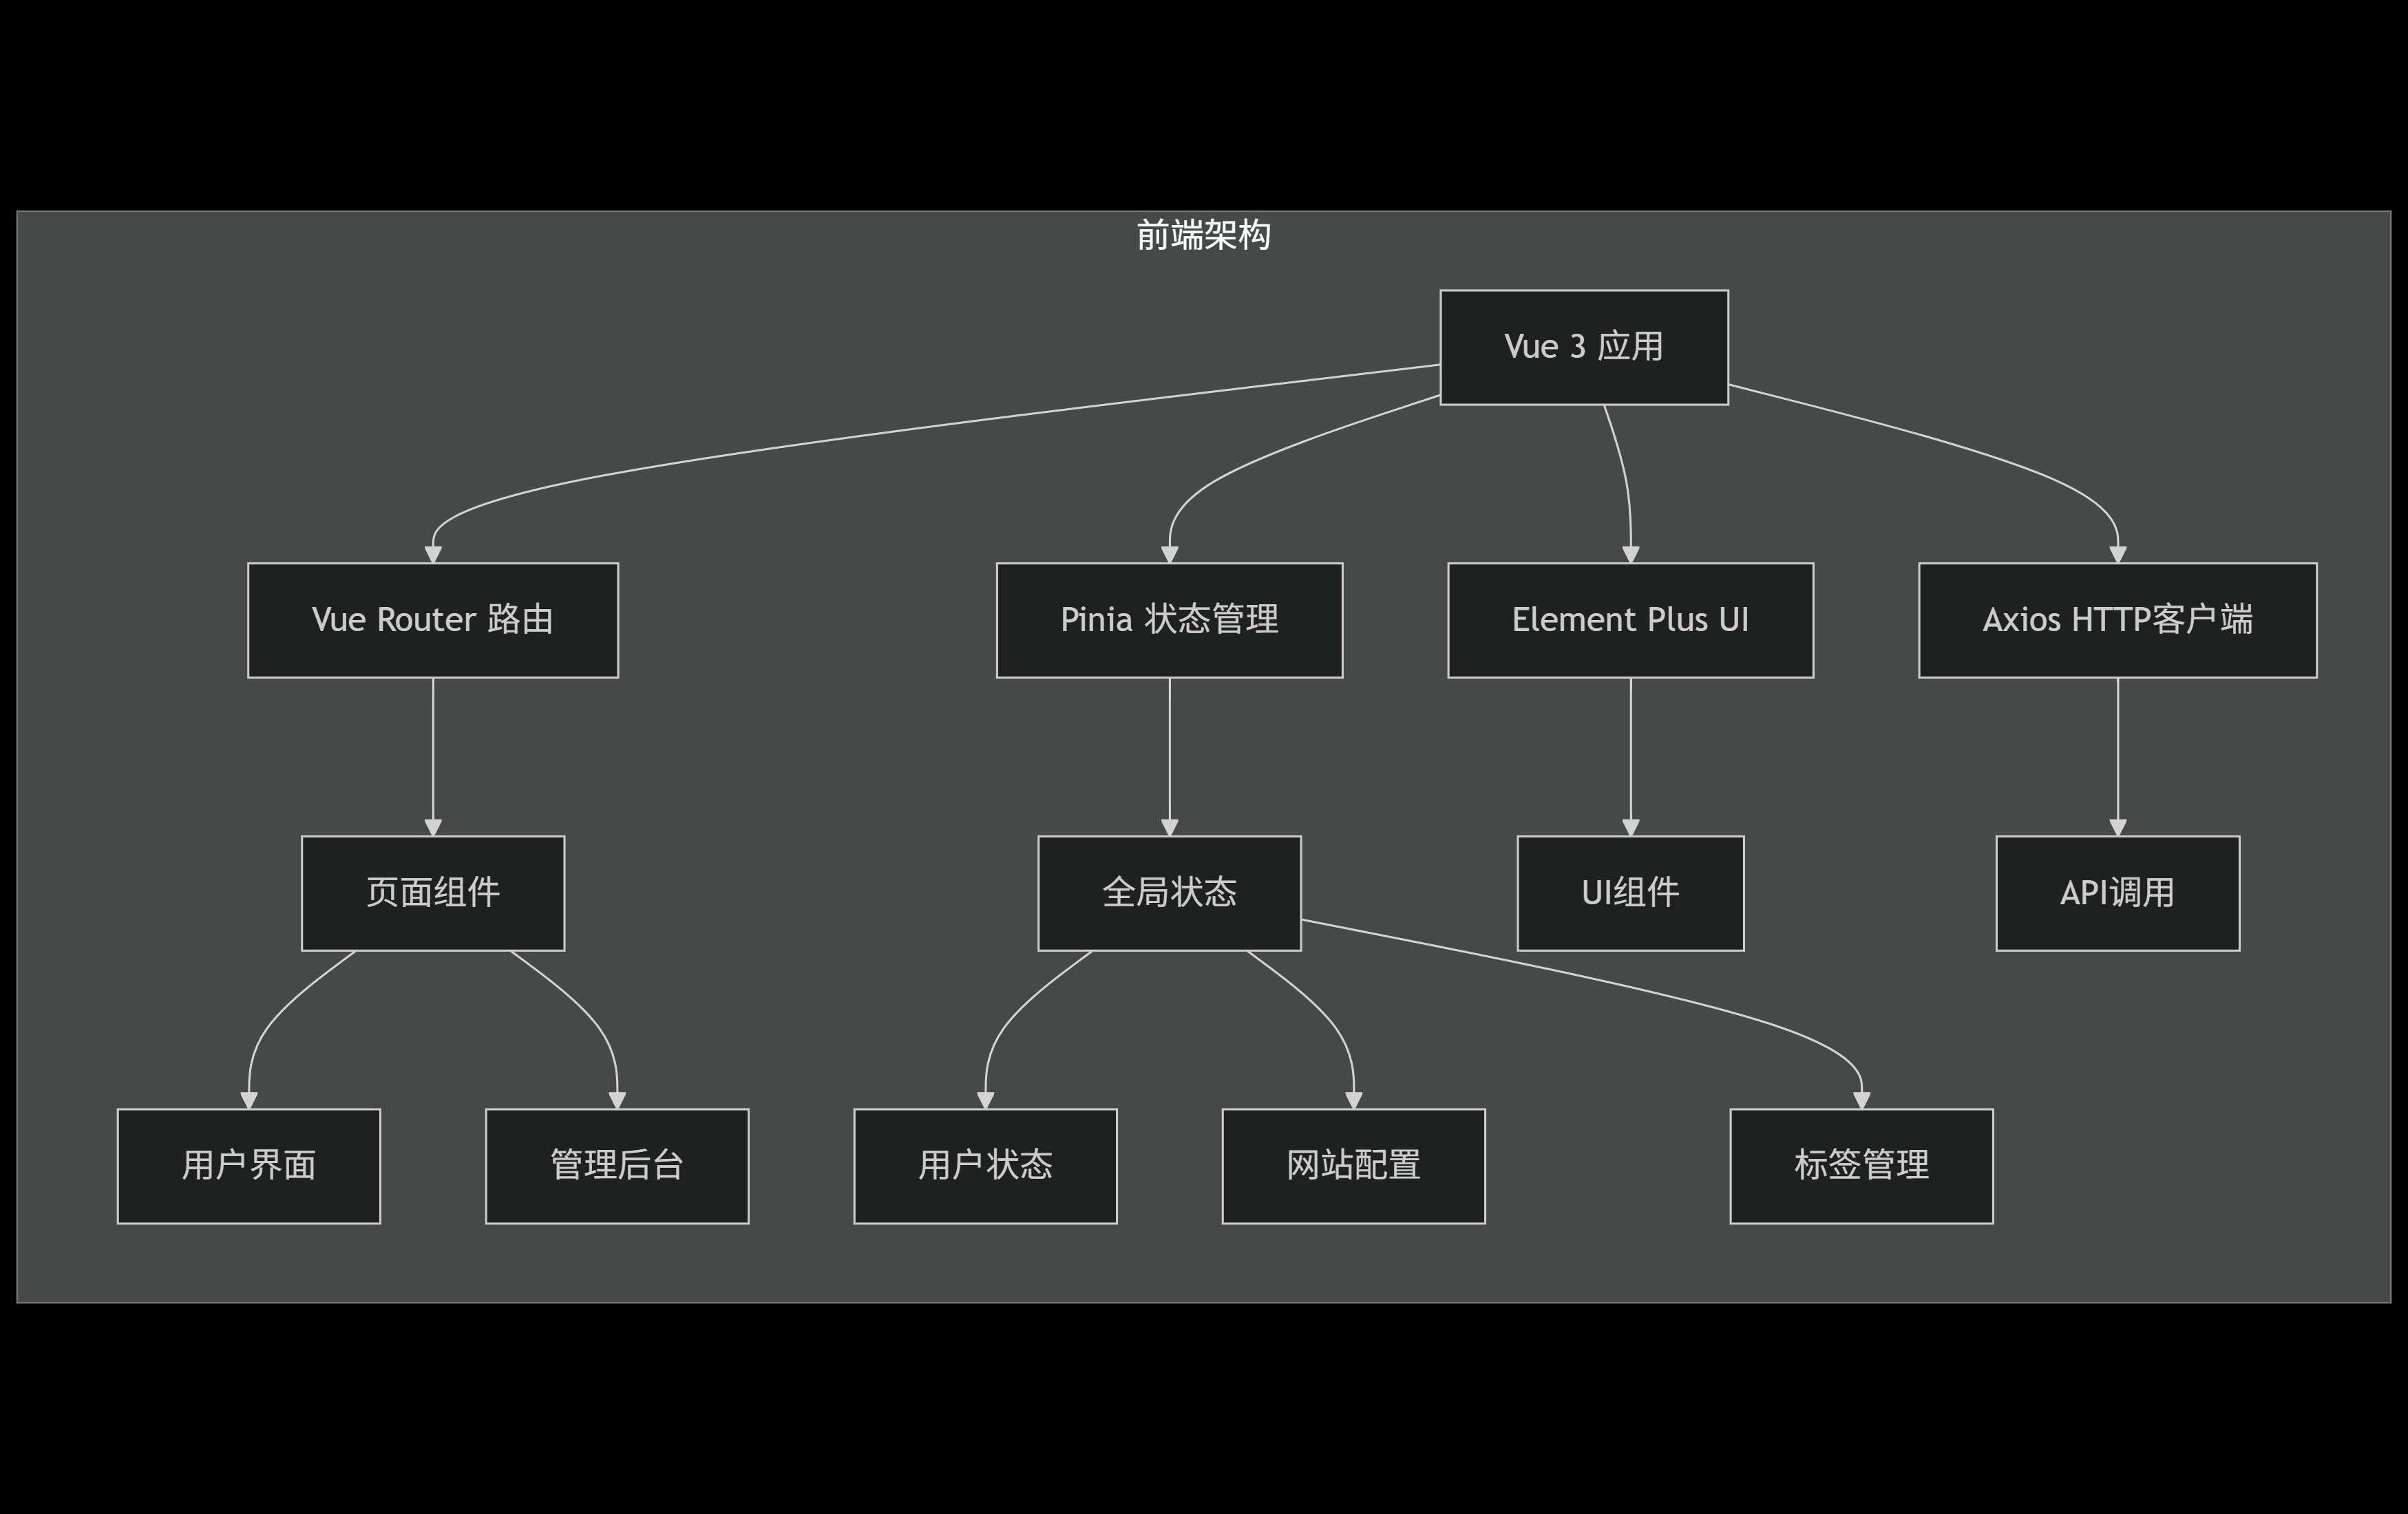 前端架构
Vue 3 应用
Vue Router 路由
Pinia 状态管理
Element Plus UI
Axios HTTP客户端
页面组件
全局状态
UI组件
API调用
用户界面
管理后台
用户状态
网站配置
标签管理